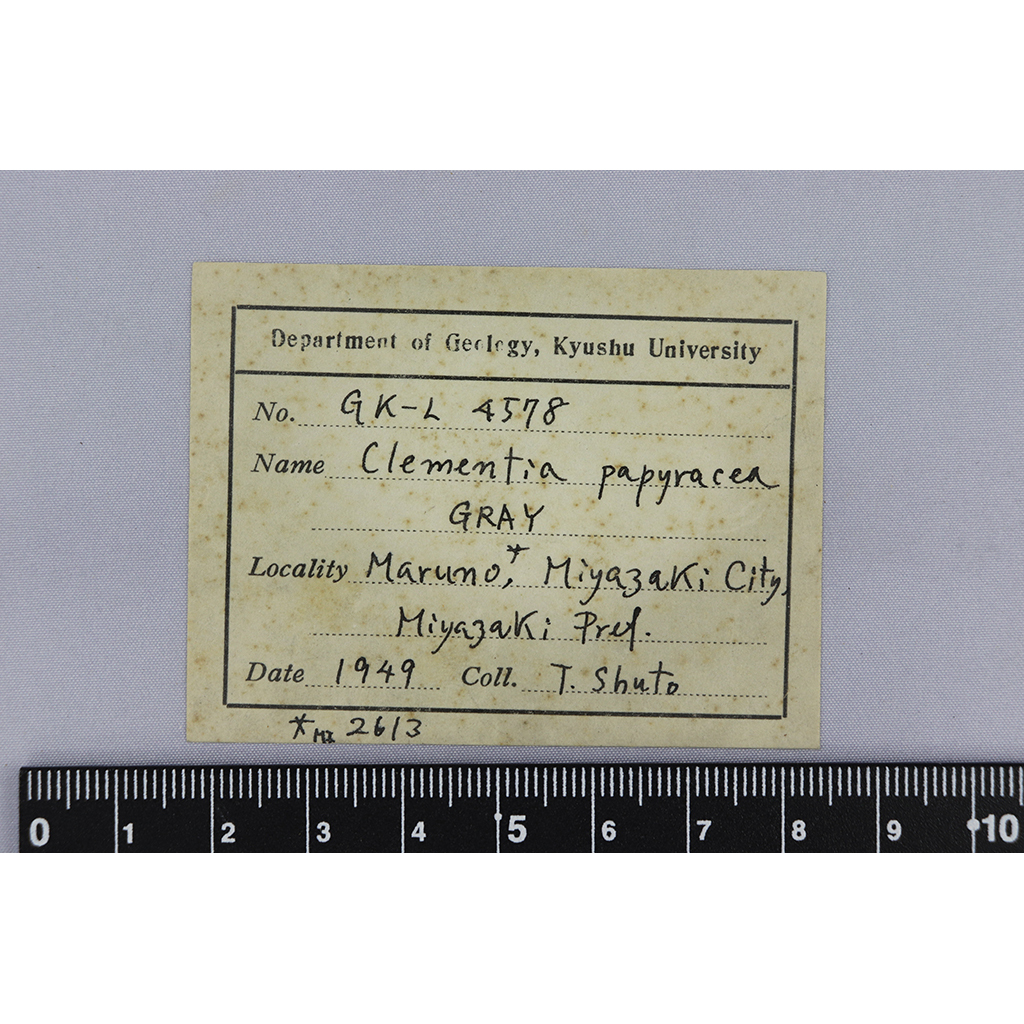 Department of Geology, Kyushu University
No. GK-L 4578
Name Clementia papyracea
GRAY
Locality Maruno,* Miyazaki City,
Miyazaki Pref.
Date 1949 Coll. T. Shuto
* MZ 2613
0 1 2 3 4 5 6 7 8 9 10